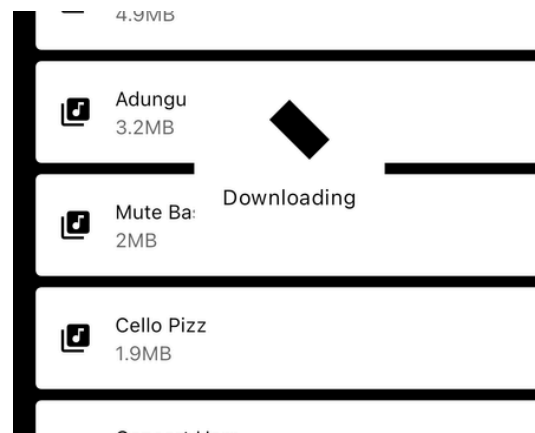 4.9MB
Adungu
3.2MB
Downloading
Mute Ba
2MB
Cello Pizz
1.9MB